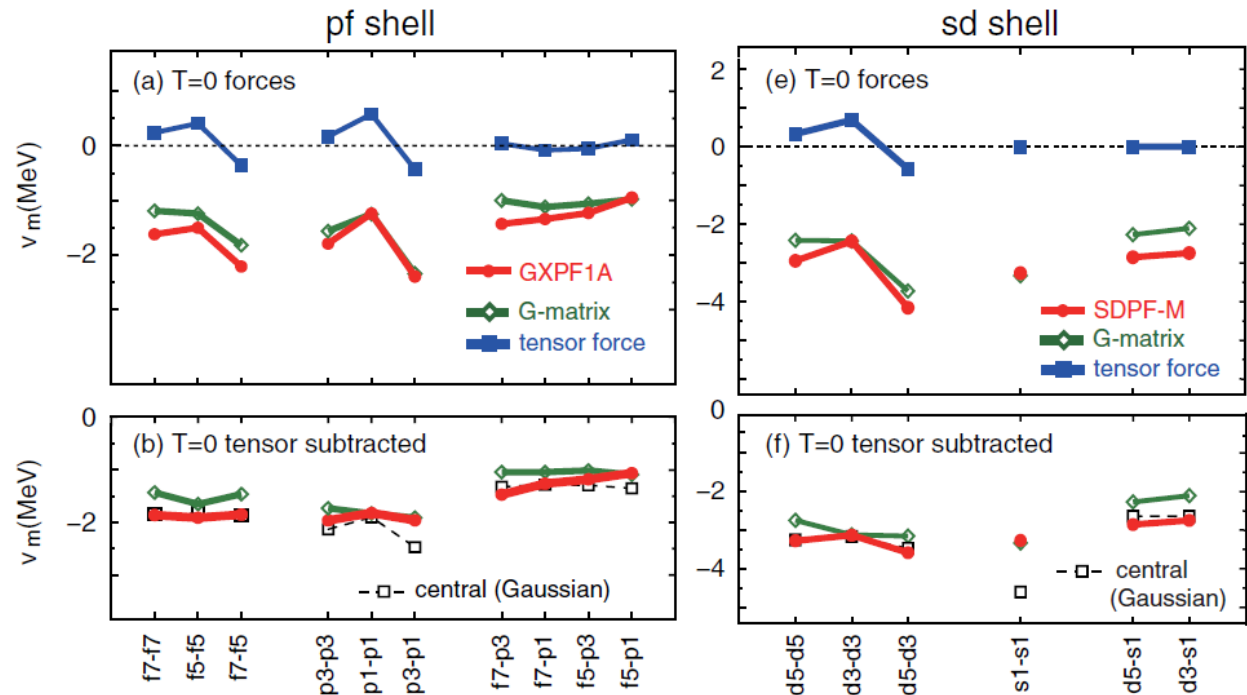 pf shell
sd shell
(a) T=0 forces
0
−2
v_m(MeV)
GXPF1A
G-matrix
tensor force
(e) T=0 forces
2
0
−2
−4
SDPF-M
G-matrix
tensor force
0
(b) T=0 tensor subtracted
−2
v_m(MeV)
central (Gaussian)
0
(f) T=0 tensor subtracted
−2
−4
central
(Gaussian)
f7-f7
f5-f5
f7-f5
p3-p3
p1-p1
p3-p1
f7-p3
f7-p1
f5-p3
f5-p1
d5-d5
d3-d3
d5-d3
s1-s1
d5-s1
d3-s1